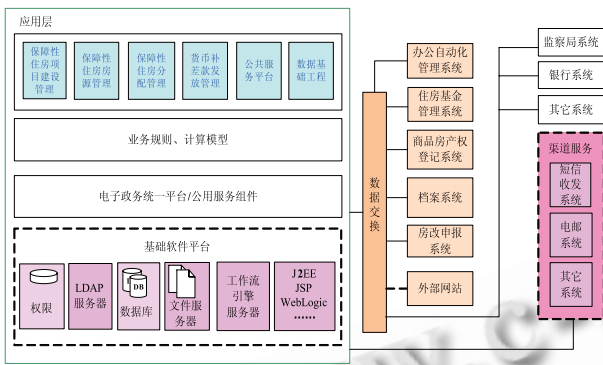 应用层
保障性
住房项
目建设
管理
保障性
住房房
源管理
保障性
住房分
配管理
货币补
差款发
放管理
公共服
务平台
数据基
础工程
业务规则、计算模型
电子政务统一平台/公用服务组件
基础软件平台
权限
LDAP
服务器
DB
数据库
文件服
务器
工作流
引擎
服务器
J2EE
JSP
WebLogic
……
数据交换
办公自动化
管理系统
住房基金
管理系统
商品房产权
登记系统
档案系统
房改申报系
统
外部网站
监察局系统
银行系统
其它系统
渠道服务
短信
收发
系统
电邮
系统
其它
系统